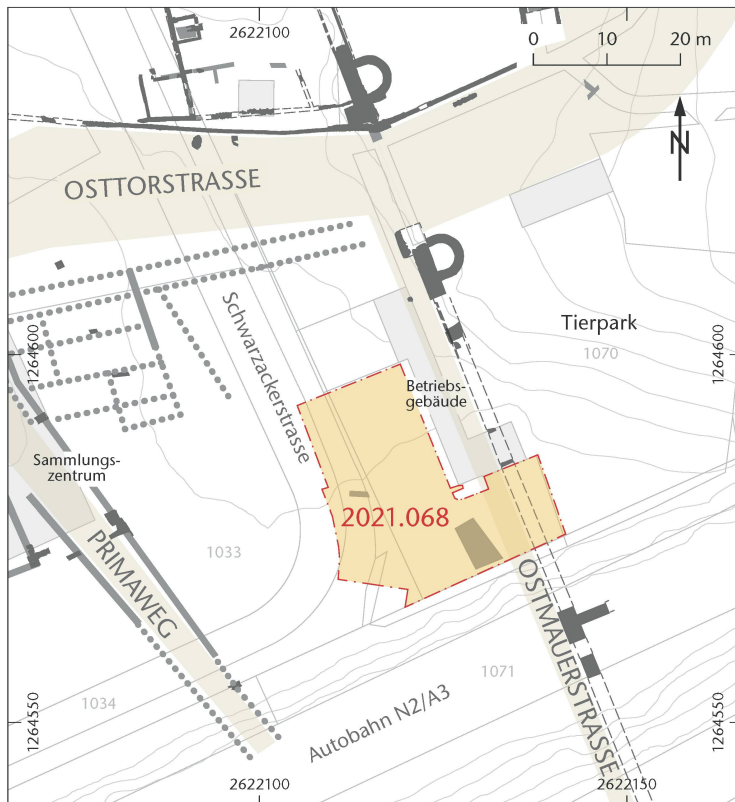 2622100
0 10 20 m
N
OSTTORSTRASSE
Schwarzackerstrasse
Tierpark
1070
1264600
1264600
Betriebs-
gebäude
Sammlungs-
zentrum
2021.068
1033
PRIMAWEG
OSTMAUERSTRASSE
1071
1034
Autobahn N2/A3
1264550
1264550
2622100
2622150